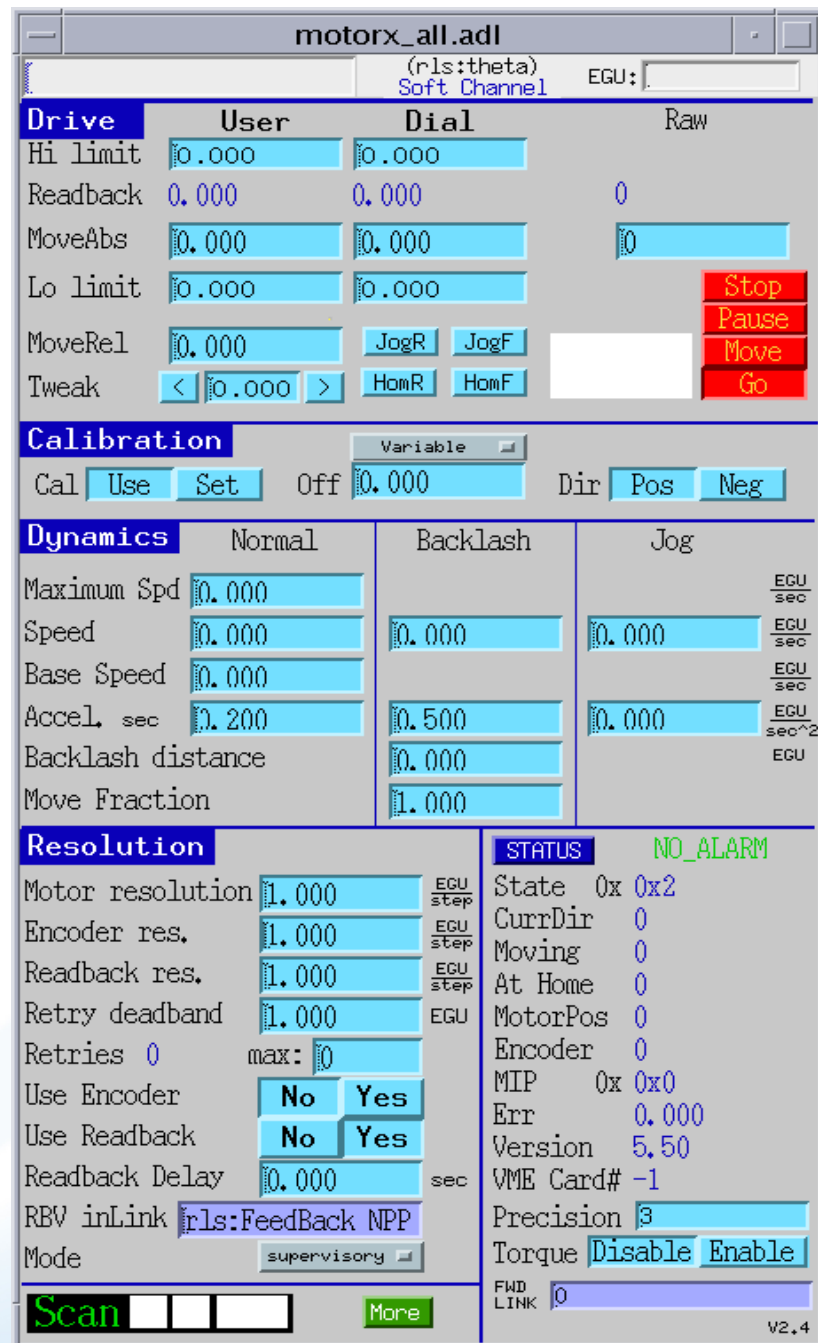 motorx_all.adl
(rls:theta)
Soft Channel
EGU:
Drive User Dial Raw
Hi limit 0.000 0.000
Readback 0.000 0.000 0
MoveAbs 0.000 0.000 0
Lo limit 0.000 0.000
Stop
Pause
MoveRel 0.000 JogR JogF Move
Tweak < 0.000 > HomR HomF Go
Calibration Variable
Cal Use Set Off 0.000 Dir Pos Neg
Dynamics Normal Backlash Jog
Maximum Spd 0.000 EGU
sec
Speed 0.000 0.000 0.000 EGU
sec
Base Speed 0.000 EGU
sec
Accel. sec 0.200 0.500 0.000 EGU
sec^2
Backlash distance 0.000 EGU
Move Fraction 1.000
Resolution
Motor resolution 1.000 EGU
step
Encoder res. 1.000 EGU
step
Readback res. 1.000 EGU
step
Retry deadband 1.000 EGU
Retries 0 max: 0
Use Encoder No Yes
Use Readback No Yes
Readback Delay 0.000 sec
RBV inLink rls:FeedBack NPP
Mode supervisory
Scan More
STATUS NO_ALARM
State 0x 0x2
CurrDir 0
Moving 0
At Home 0
MotorPos 0
Encoder 0
MIP 0x 0x0
Err 0.000
Version 5.50
VME Card# -1
Precision 3
Torque Disable Enable
FWD
LINK 0
V2.4